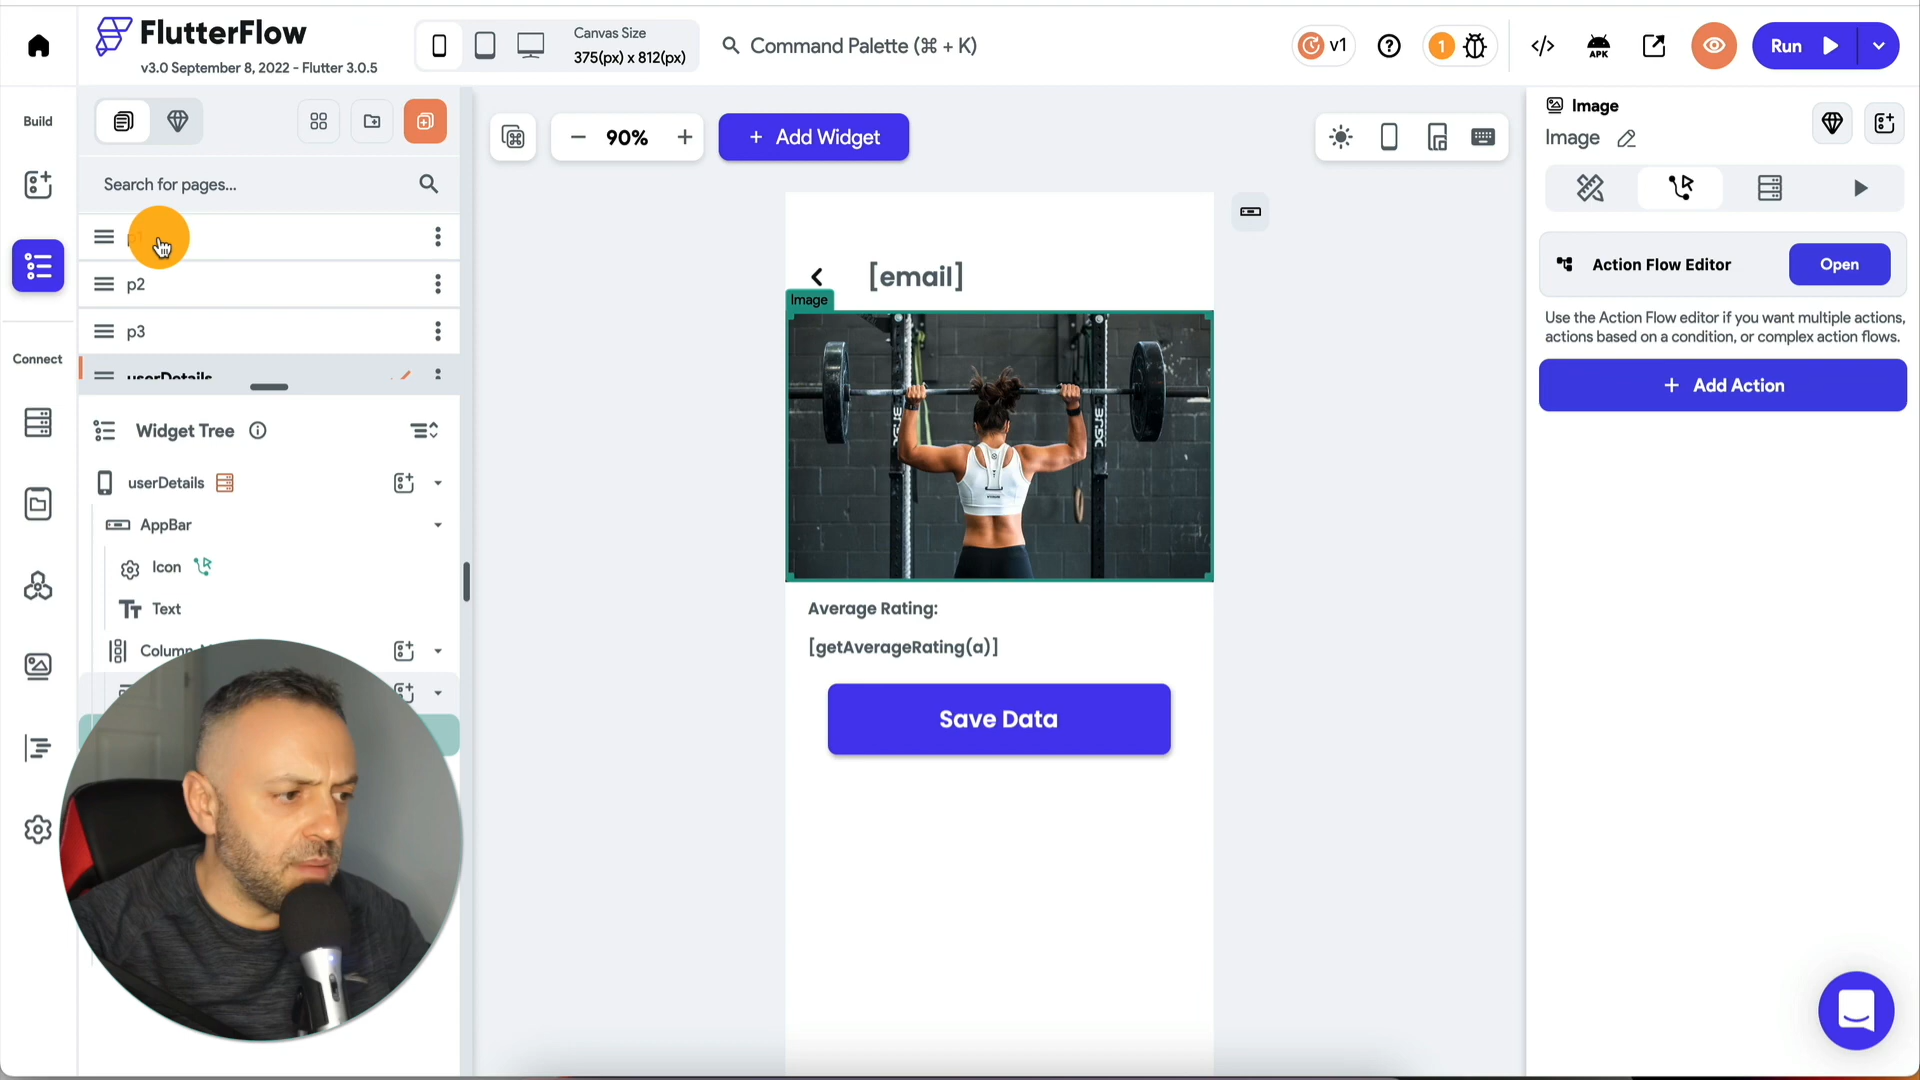 FlutterFlow
v3.0 September 8, 2022 - Flutter 3.0.5
Canvas Size
375(px) x 812(px)
Command Palette (⌘ + K)
v1
1
APK
Run
Build
Search for pages...
90%
+ Add Widget
Image
Image
p2
p3
userDetails
Connect
[email]
Image
Action Flow Editor
Open
Use the Action Flow editor if you want multiple actions,
actions based on a condition, or complex action flows.
+ Add Action
Widget Tree
userDetails
AppBar
Icon
Text
Column
Average Rating:
[getAverageRating(a)]
Save Data